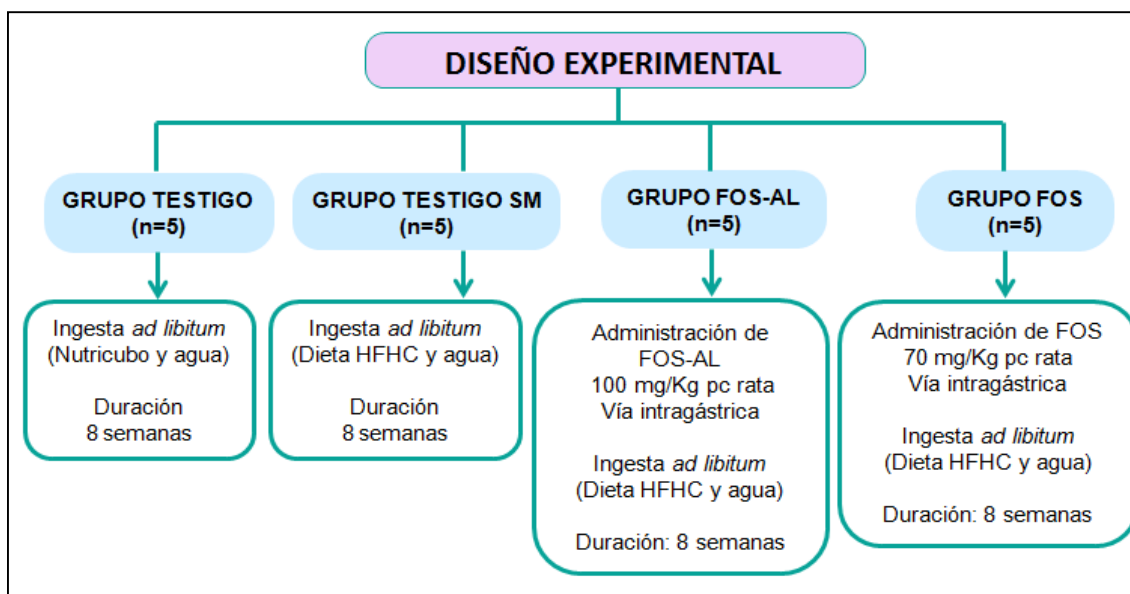 DISEÑO EXPERIMENTAL
GRUPO TESTIGO
(n=5)
Ingesta ad libitum
(Nutricubo y agua)
Duración
8 semanas
GRUPO TESTIGO SM
(n=5)
Ingesta ad libitum
(Dieta HFHC y agua)
Duración
8 semanas
GRUPO FOS-AL
(n=5)
Administración de
FOS-AL
100 mg/Kg pc rata
Vía intragástrica
Ingesta ad libitum
(Dieta HFHC y agua)
Duración: 8 semanas
GRUPO FOS
(n=5)
Administración de FOS
70 mg/Kg pc rata
Vía intragástrica
Ingesta ad libitum
(Dieta HFHC y agua)
Duración: 8 semanas